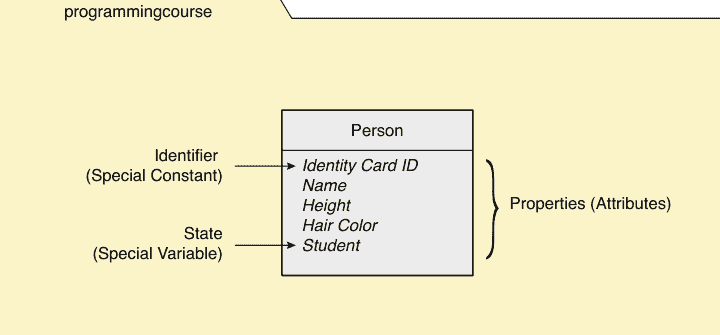 programmingcourse
Person
Identifier
(Special Constant)
Identity Card ID
Name
Height
Hair Color
Student
State
(Special Variable)
Properties (Attributes)